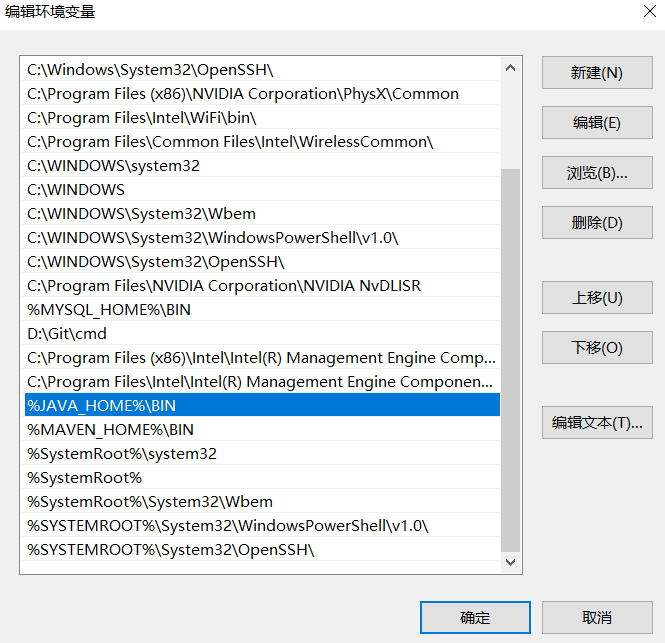 编辑环境变量
C:\Windows\System32\OpenSSH\
C:\Program Files (x86)\NVIDIA Corporation\PhysX\Common
C:\Program Files\Intel\WiFi\bin\
C:\Program Files\Common Files\Intel\WirelessCommon\
C:\WINDOWS\system32
C:\WINDOWS
C:\WINDOWS\System32\Wbem
C:\WINDOWS\System32\WindowsPowerShell\v1.0\
C:\WINDOWS\System32\OpenSSH\
C:\Program Files\NVIDIA Corporation\NVIDIA NvDLISR
%MYSQL_HOME%\BIN
D:\Git\cmd
C:\Program Files (x86)\Intel\Intel(R) Management Engine Comp...
C:\Program Files\Intel\Intel(R) Management Engine Componen...
%JAVA_HOME%\BIN
%MAVEN_HOME%\BIN
%SystemRoot%\system32
%SystemRoot%
%SystemRoot%\System32\Wbem
%SYSTEMROOT%\System32\WindowsPowerShell\v1.0\
%SYSTEMROOT%\System32\OpenSSH\
新建(N)
编辑(E)
浏览(B)...
删除(D)
上移(U)
下移(O)
编辑文本(T)...
确定
取消